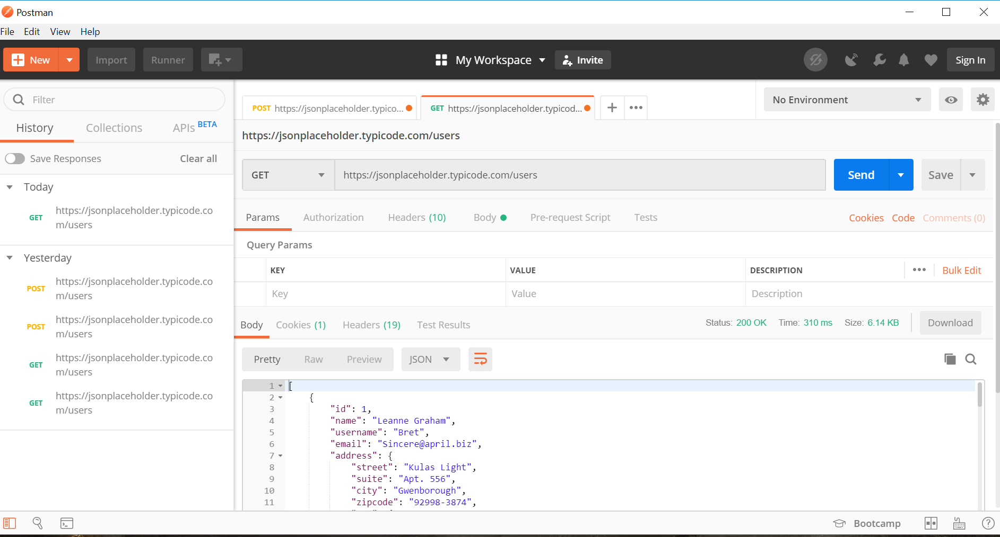 Postman
File Edit View Help
New Import Runner My Workspace Invite Sign In
Filter
History Collections APIs BETA
Save Responses Clear all
Today
GET https://jsonplaceholder.typicode.co
m/users
Yesterday
POST https://jsonplaceholder.typicode.co
m/users
POST https://jsonplaceholder.typicode.co
m/users
GET https://jsonplaceholder.typicode.co
m/users
GET https://jsonplaceholder.typicode.co
m/users
POST https://jsonplaceholder.typico... GET https://jsonplaceholder.typicod... + •••
No Environment
https://jsonplaceholder.typicode.com/users
GET https://jsonplaceholder.typicode.com/users Send Save
Params Authorization Headers (10) Body Pre-request Script Tests Cookies Code Comments (0)
Query Params
KEY VALUE DESCRIPTION ••• Bulk Edit
Key Value Description
Body Cookies (1) Headers (19) Test Results Status: 200 OK Time: 310 ms Size: 6.14 KB Download
Pretty Raw Preview JSON
1 [
2 {
3 "id": 1,
4 "name": "Leanne Graham",
5 "username": "Bret",
6 "email": "Sincere@april.biz",
7 "address": {
8 "street": "Kulas Light",
9 "suite": "Apt. 556",
10 "city": "Gwenborough",
11 "zipcode": "92998-3874",
Bootcamp ?